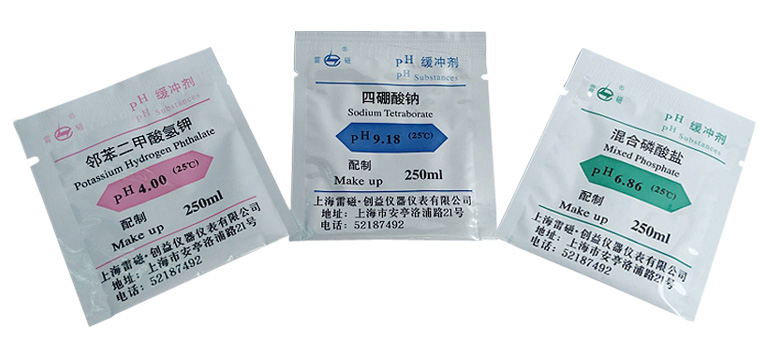 雷 磁 ® pH 缓冲剂
pH Substances
邻苯二甲酸氢钾
Potassium Hydrogen Phthalate
pH 4.00 (25℃)
配制
Make up 250ml
上海雷磁·创益仪器仪表有限公司
地址：上海市安亭洛浦路21号
电话：52187492
雷 磁 ® pH 缓冲剂
pH Substances
四硼酸钠
Sodium Tetraborate
pH 9.18 (25℃)
配制
Make up 250ml
上海雷磁·创益仪器仪表有限公司
地址：上海市安亭洛浦路21号
电话：52187492
雷 磁 ® pH 缓冲剂
pH Substances
混合磷酸盐
Mixed Phosphate
pH 6.86 (25℃)
配制
Make up 250ml
上海雷磁·创益仪器仪表有限公司
地址：上海市安亭洛浦路21号
电话：52187492